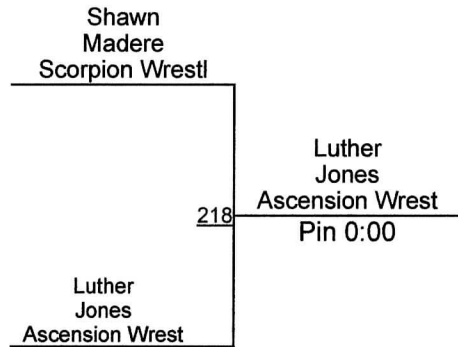 Shawn
Madere
Scorpion Wrestl
Luther
Jones
Ascension Wrest
218
Pin 0:00
Luther
Jones
Ascension Wrest